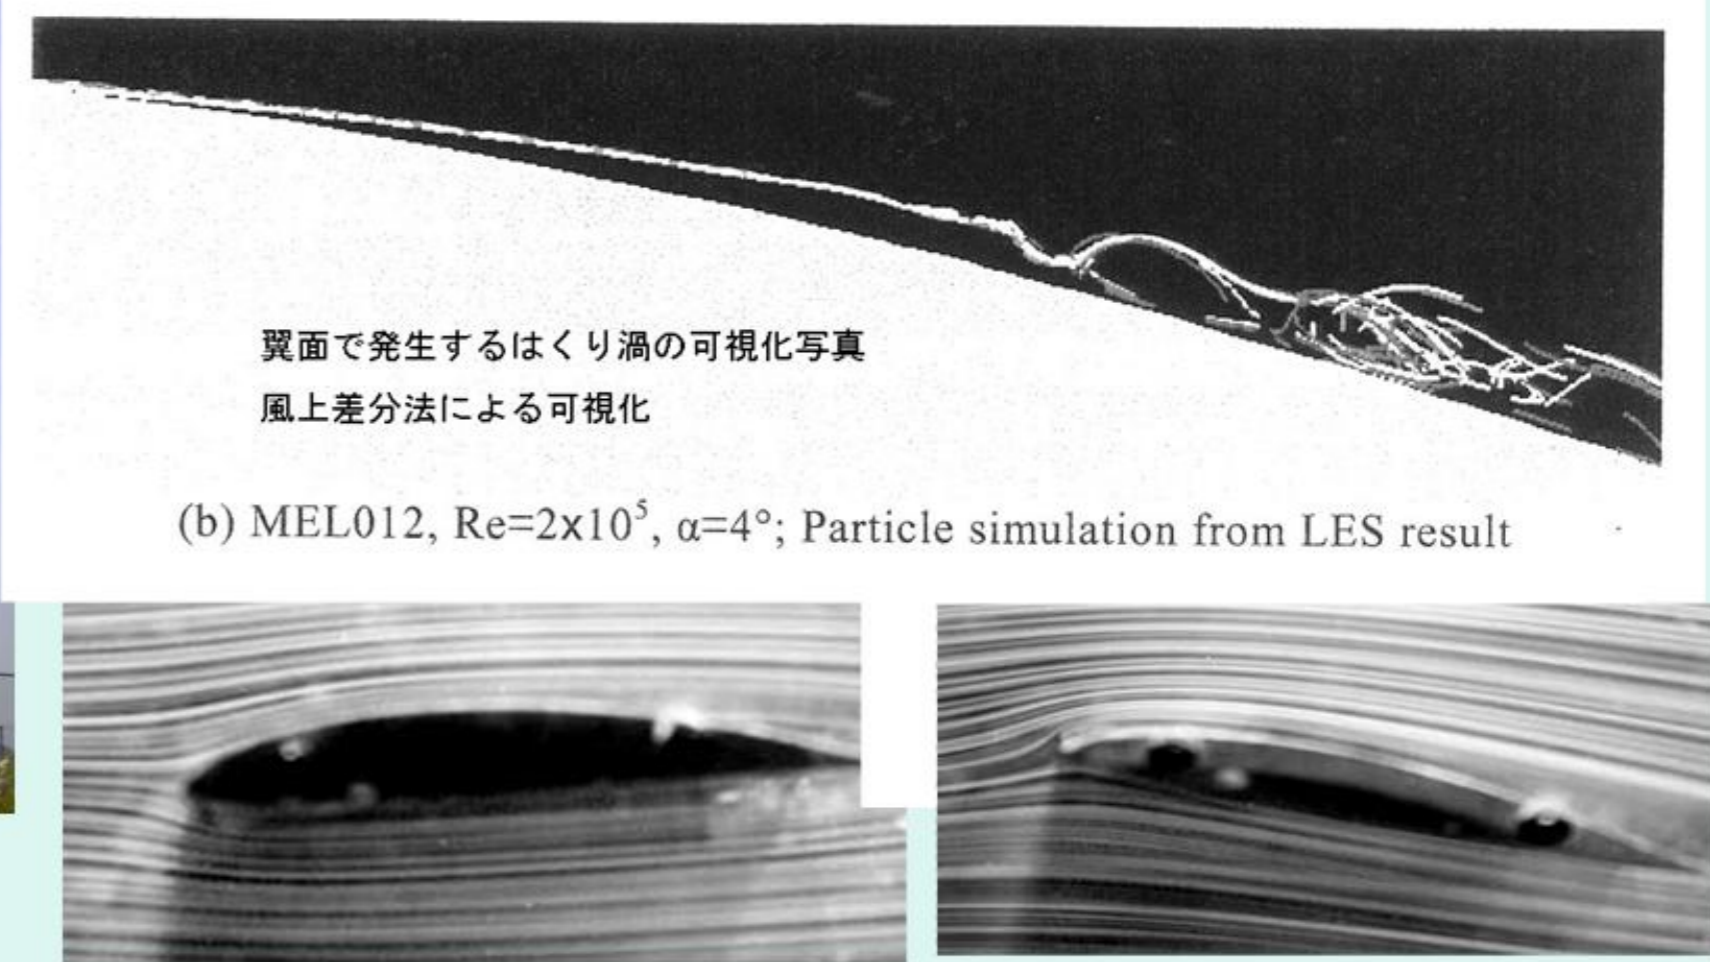 翼面で発生するはくり渦の可視化写真
風上差分法による可視化
(b) MEL012, Re=2x10⁵, α=4°; Particle simulation from LES result